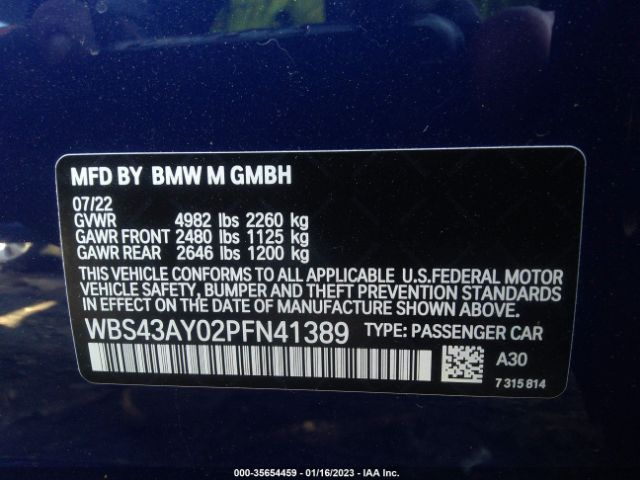 MFD BY BMW M GMBH
07/22
GVWR 4982 lbs 2260 kg
GAWR FRONT 2480 lbs 1125 kg
GAWR REAR 2646 lbs 1200 kg
THIS VEHICLE CONFORMS TO ALL APPLICABLE U.S.FEDERAL MOTOR
VEHICLE SAFETY, BUMPER AND THEFT PREVENTION STANDARDS
IN EFFECT ON THE DATE OF MANUFACTURE SHOWN ABOVE.
WBS43AY02PFN41389 TYPE: PASSENGER CAR
A30
7 315 814
000-35654459 - 01/16/2023 - IAA Inc.